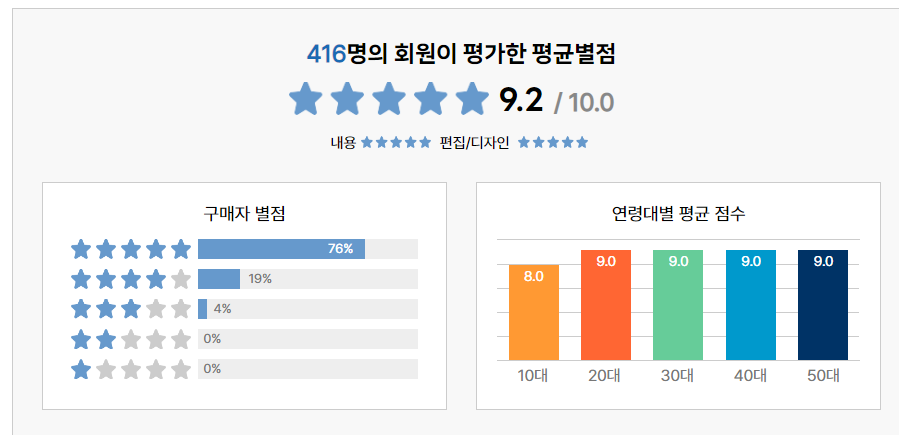 416명의 회원이 평가한 평균별점
9.2 / 10.0
내용 편집/디자인
구매자 별점
76%
19%
4%
0%
0%
연령대별 평균 점수
8.0 9.0 9.0 9.0 9.0
10대 20대 30대 40대 50대